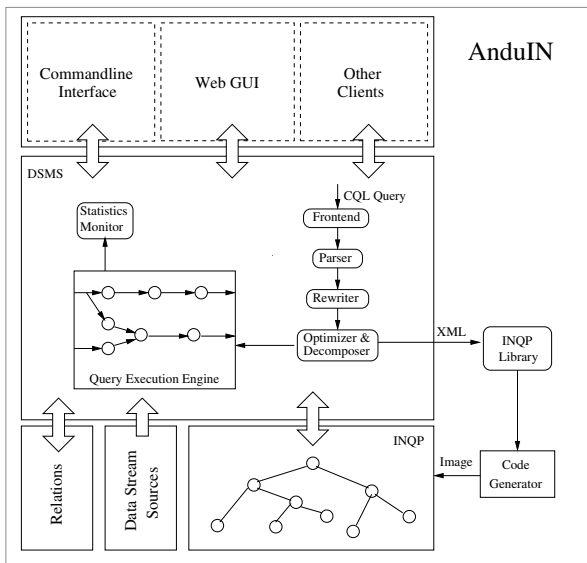 AnduIN
Commandline
Interface
Web GUI
Other
Clients
DSMS
CQL Query
Statistics
Monitor
Frontend
Parser
Rewriter
Optimizer &
Decomposer
XML
INQP
Library
Query Execution Engine
Relations
Data Stream
Sources
INQP
Image
Code
Generator